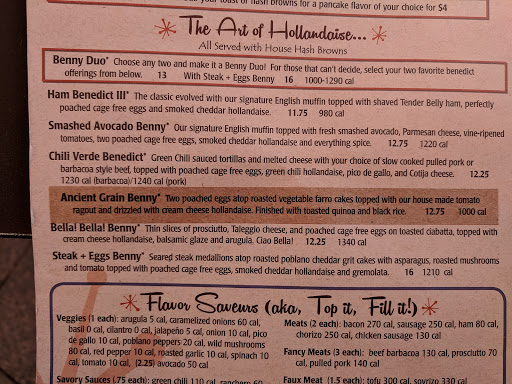 your toast or hash browns for a pancake flavor of your choice for $4
The Art of Hollandaise...
All Served with House Hash Browns
Benny Duo* Choose any two and make it a Benny Duo! For those that can't decide, select your two favorite benedict
offerings from below. 13 With Steak + Eggs Benny 16 1000-1290 cal
Ham Benedict III* The classic evolved with our signature English muffin topped with shaved Tender Belly ham, perfectly
poached cage free eggs and smoked cheddar hollandaise. 11.75 980 cal
Smashed Avocado Benny* Our signature English muffin topped with fresh smashed avocado, Parmesan cheese, vine-ripened
tomatoes, two poached cage free eggs, smoked cheddar hollandaise and everything spice. 12.75 1220 cal
Chili Verde Benedict* Green Chili sauced tortillas and melted cheese with your choice of slow cooked pulled pork or
barbacoa style beef, topped with poached cage free eggs, green chili hollandaise, pico de gallo, and Cotija cheese. 12.25
1230 cal (barbacoa)/1240 cal (pork)
Ancient Grain Benny* Two poached eggs atop roasted vegetable farro cakes topped with our house made tomato
ragout and drizzled with cream cheese hollandaise. Finished with toasted quinoa and black rice. 12.75 1000 cal
Bella! Bella! Benny* Thin slices of prosciutto, Taleggio cheese, and poached cage free eggs on toasted ciabatta, topped with
cream cheese hollandaise, balsamic glaze and arugula, Ciao Bella! 12.25 1340 cal
Steak + Eggs Benny* Seared steak medallions atop roasted poblano cheddar grit cakes with asparagus, roasted mushrooms
and tomato topped with poached cage free eggs, smoked cheddar hollandaise and gremolata. 16 1210 cal
Flavor Saveurs (aka, Top it, Fill it!)
Veggies (1 each): arugula 5 cal, caramelized onions 60 cal,
basil 0 cal, cilantro 0 cal, jalapeño 5 cal, onion 10 cal, pico
de gallo 10 cal, poblano peppers 20 cal, wild mushrooms
80 cal, red pepper 10 cal, roasted garlic 10 cal, spinach 10
cal, tomato 10 cal, (2.25) avocado 50 cal
Savory Sauces (.75 each): green chili 110 cal, ranchero 60
Meats (2 each): bacon 270 cal, sausage 250 cal, ham 80 cal,
chorizo 250 cal, chicken sausage 130 cal
Fancy Meats (3 each): beef barbacoa 130 cal, prosciutto 70
cal, pulled pork 140 cal
Faux Meat (1.5 each): tofu 300 cal, soyrizo 330 cal